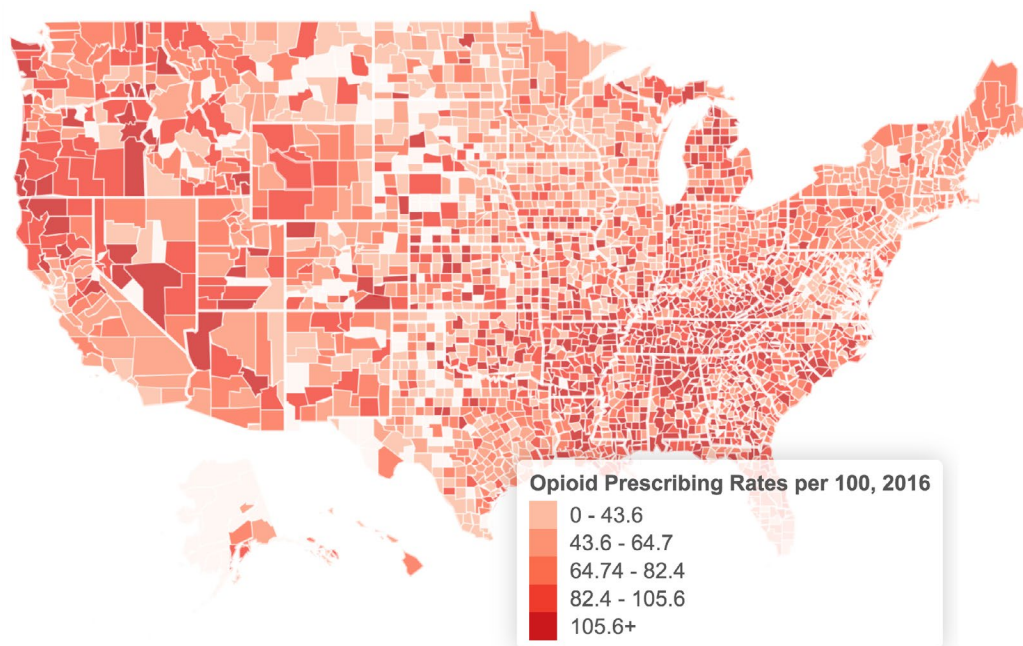 Opioid Prescribing Rates per 100, 2016
0 - 43.6
43.6 - 64.7
64.74 - 82.4
82.4 - 105.6
105.6+